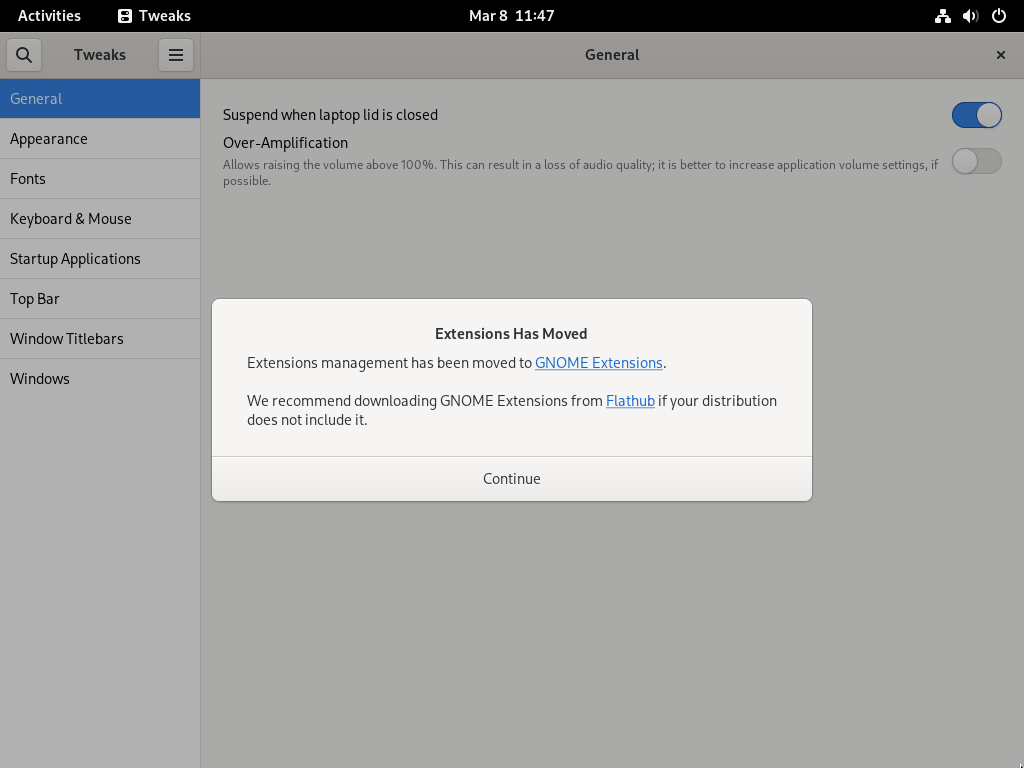 Activities
Tweaks
Mar 8 11:47
Tweaks
General
General
Appearance
Fonts
Keyboard & Mouse
Startup Applications
Top Bar
Window Titlebars
Windows
Suspend when laptop lid is closed
Over-Amplification
Allows raising the volume above 100%. This can result in a loss of audio quality; it is better to increase application volume settings, if
possible.
Extensions Has Moved
Extensions management has been moved to GNOME Extensions.
We recommend downloading GNOME Extensions from Flathub if your distribution
does not include it.
Continue